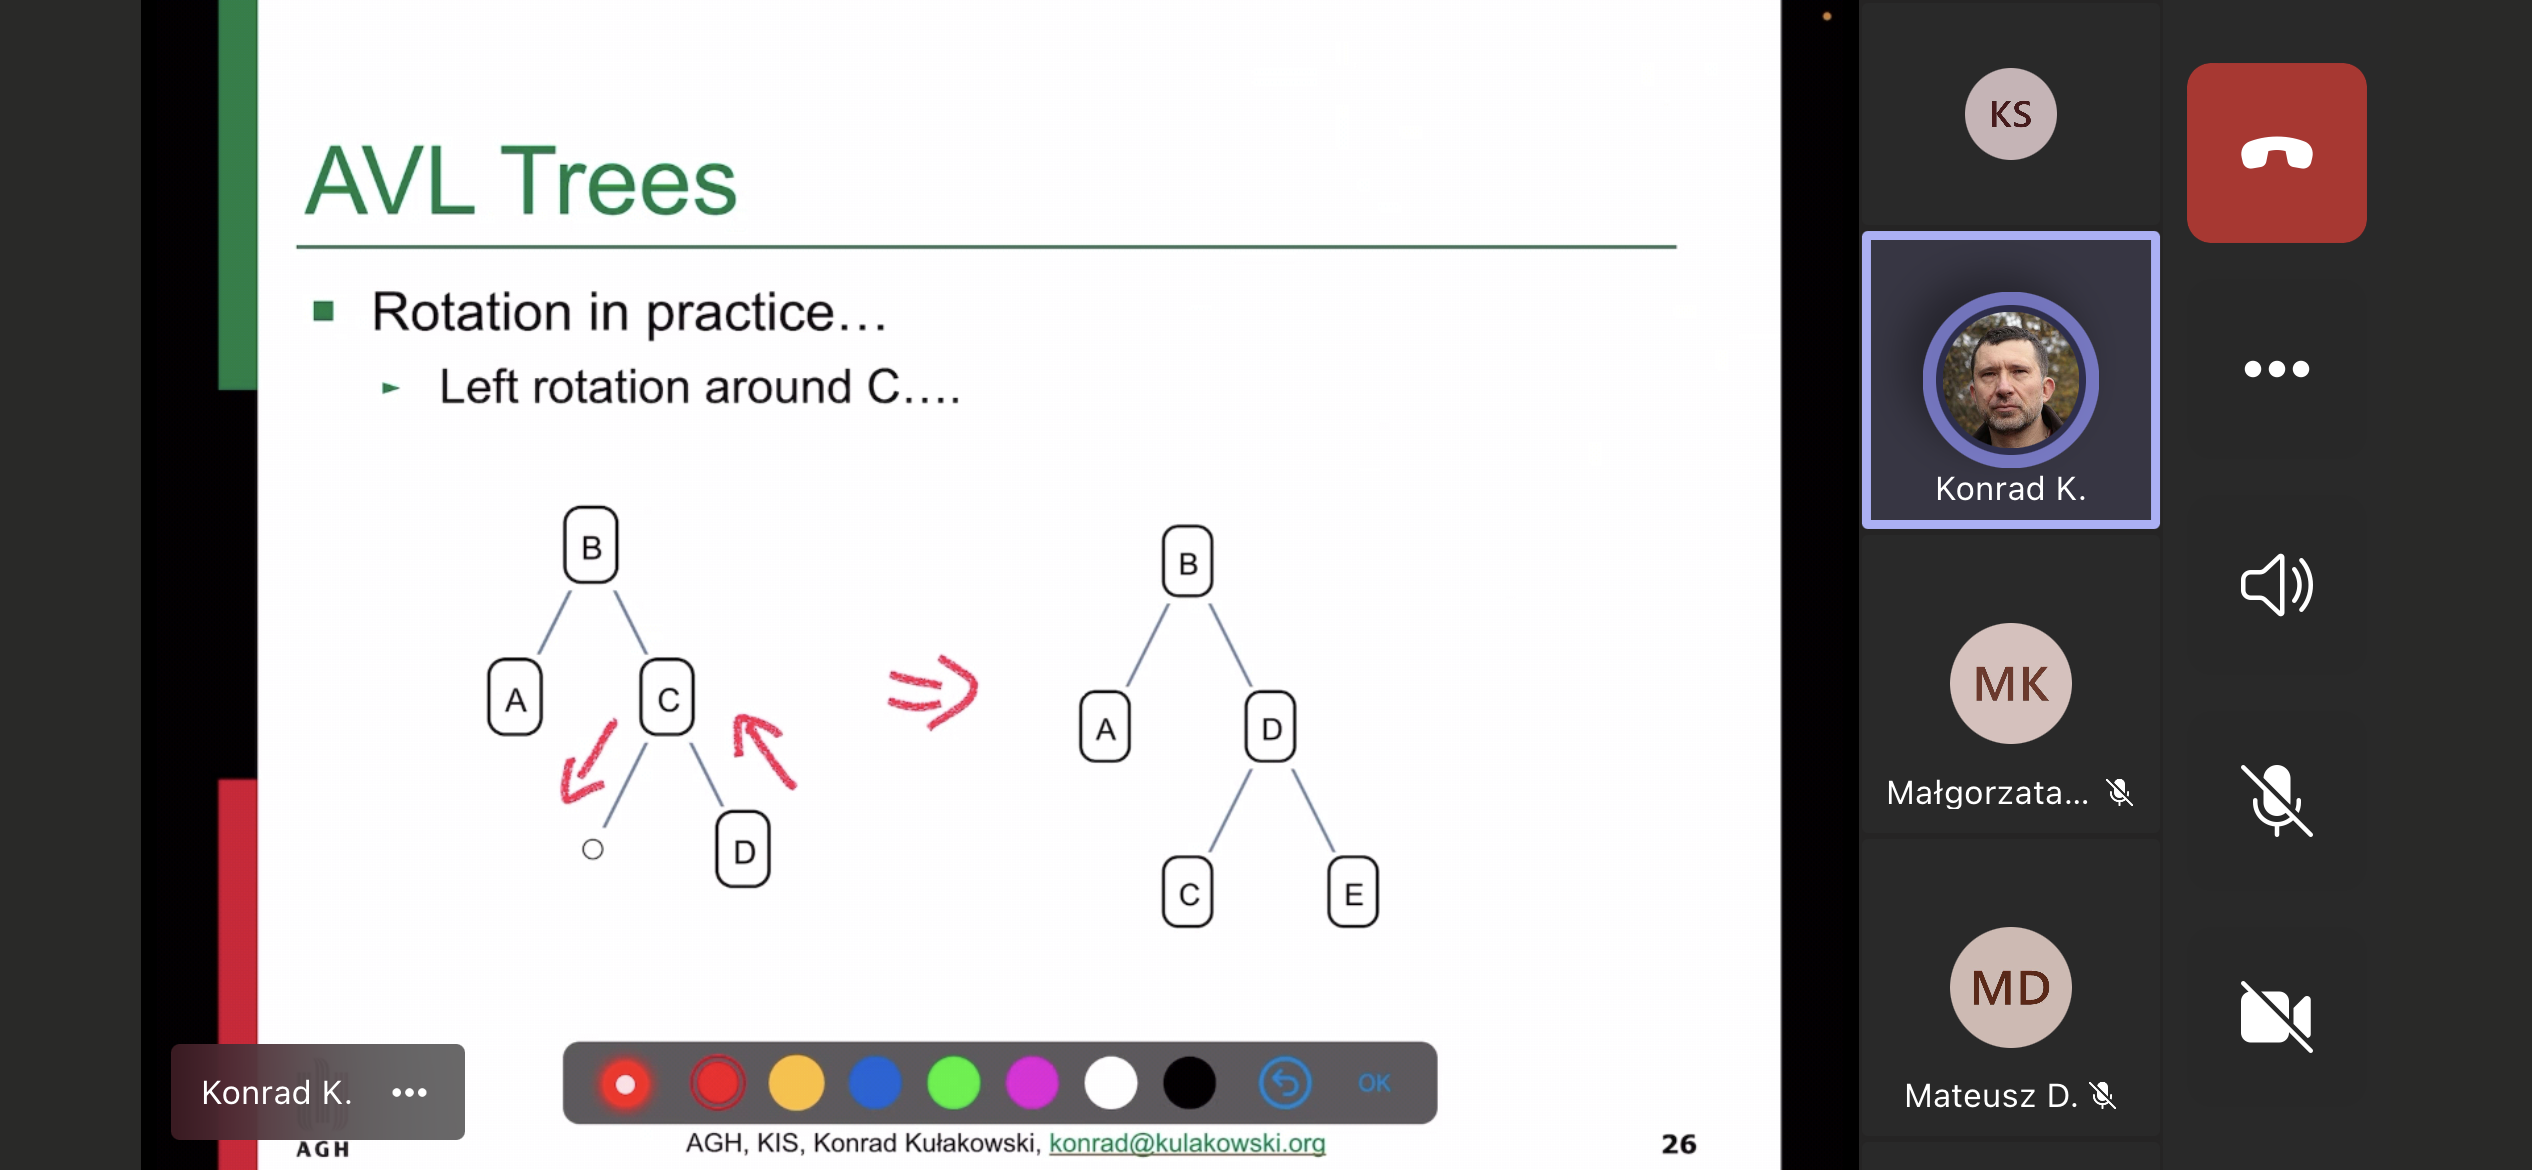 AVL Trees
Rotation in practice…
Left rotation around C….
B
A
C
D
B
A
D
C
E
Konrad K.
OK
AGH
AGH, KIS, Konrad Kułakowski, konrad@kulakowski.org
26
KS
Konrad K.
MK
Małgorzata...
MD
Mateusz D.